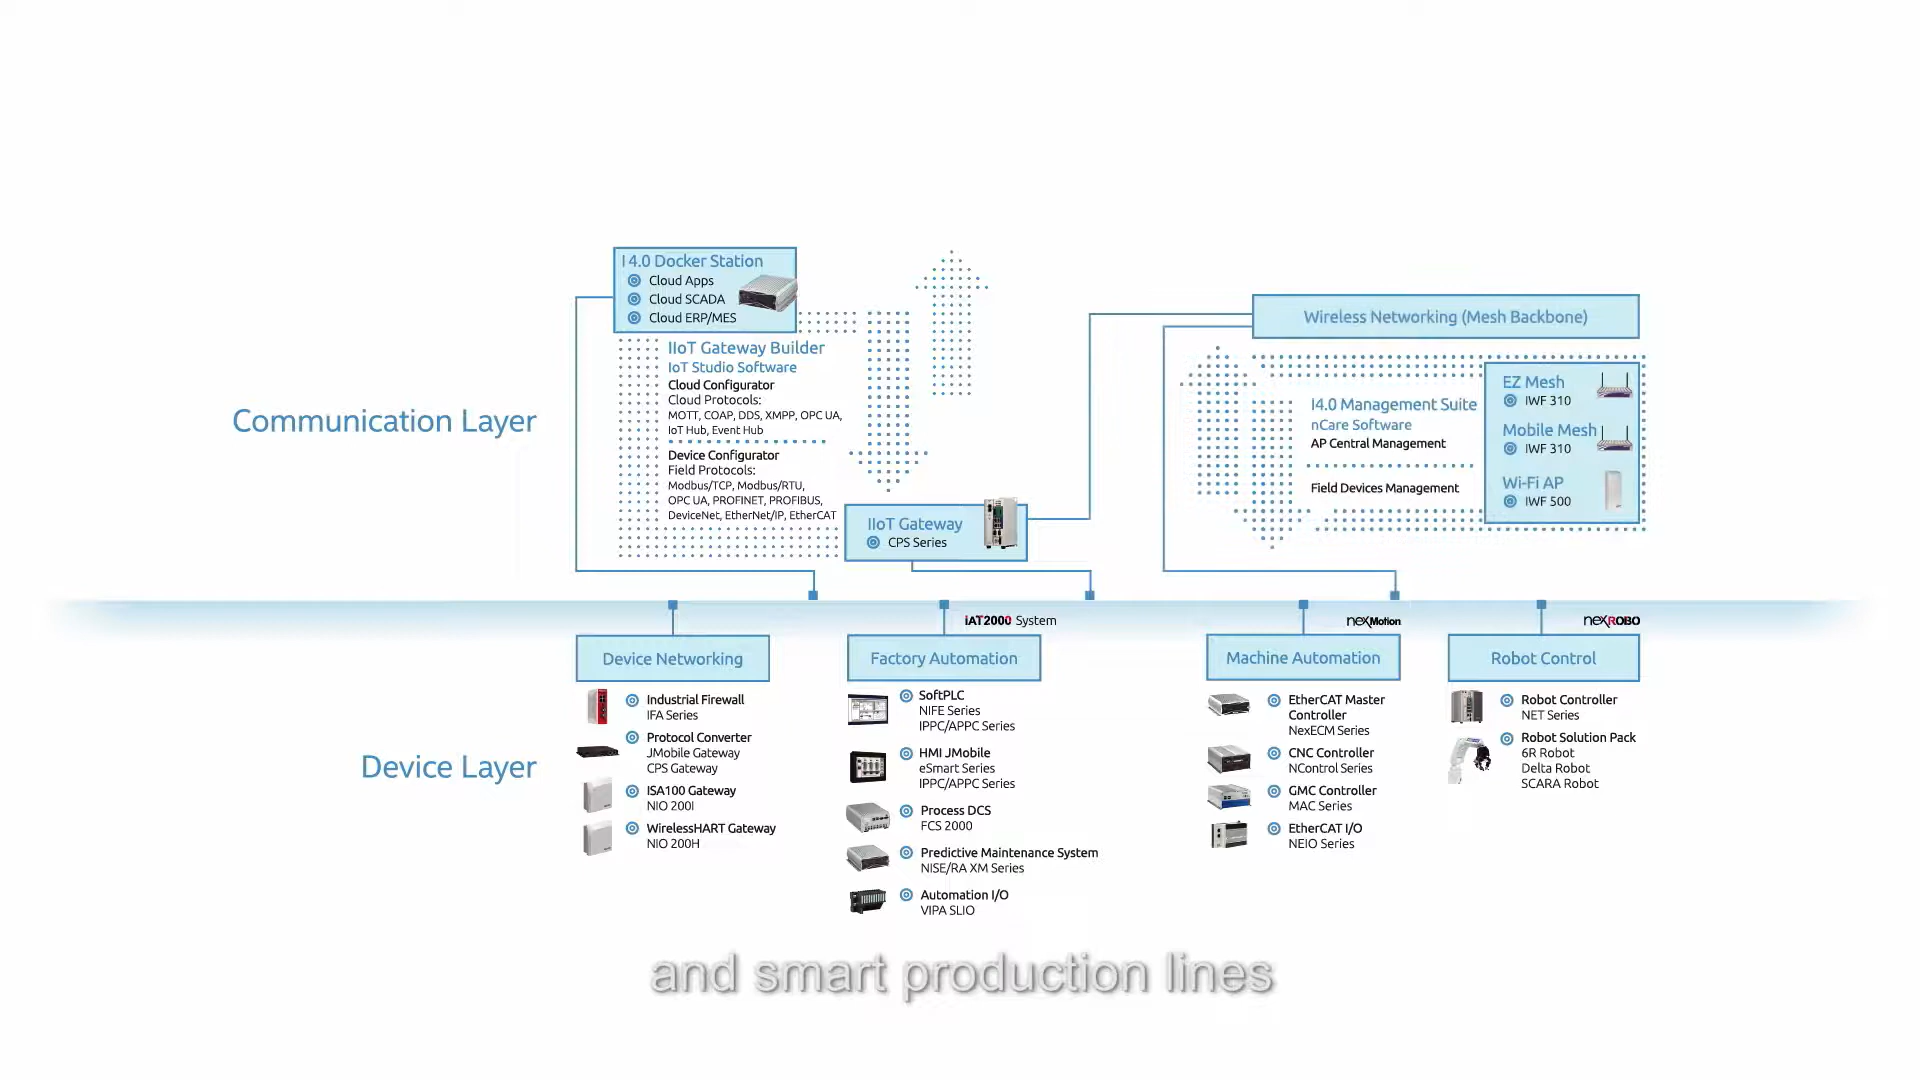 I 4.0 Docker Station
Cloud Apps
Cloud SCADA
Cloud ERP/MES
IIoT Gateway Builder
IoT Studio Software
Cloud Configurator
Cloud Protocols:
MOTT, COAP, DDS, XMPP, OPC UA,
IoT Hub, Event Hub
Device Configurator
Field Protocols:
Modbus/TCP, Modbus/RTU,
OPC UA, PROFINET, PROFIBUS,
DeviceNet, EtherNet/IP, EtherCAT
Communication Layer
IIoT Gateway
CPS Series
Wireless Networking (Mesh Backbone)
I4.0 Management Suite
nCare Software
AP Central Management
Field Devices Management
EZ Mesh
IWF 310
Mobile Mesh
IWF 310
Wi-Fi AP
IWF 500
iAT2000 System
nexMotion
nexROBO
Device Layer
Device Networking
Industrial Firewall
IFA Series
Protocol Converter
JMobile Gateway
CPS Gateway
ISA100 Gateway
NIO 200I
WirelessHART Gateway
NIO 200H
Factory Automation
SoftPLC
NIFE Series
IPPC/APPC Series
HMI JMobile
eSmart Series
IPPC/APPC Series
Process DCS
FCS 2000
Predictive Maintenance System
NISE/RA XM Series
Automation I/O
VIPA SLIO
Machine Automation
EtherCAT Master
Controller
NexECM Series
CNC Controller
NControl Series
GMC Controller
MAC Series
EtherCAT I/O
NEIO Series
Robot Control
Robot Controller
NET Series
Robot Solution Pack
6R Robot
Delta Robot
SCARA Robot
and smart production lines